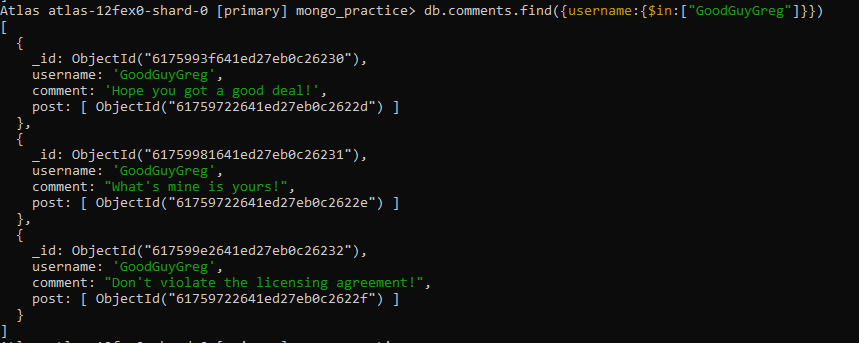 Atlas atlas-12fex0-shard-0 [primary] mongo_practice> db.comments.find({username:{$in:["GoodGuyGreg"]}})
[
  {
    _id: ObjectId("6175993f641ed27eb0c26230"),
    username: 'GoodGuyGreg',
    comment: 'Hope you got a good deal!',
    post: [ ObjectId("61759722641ed27eb0c2622d") ]
  },
  {
    _id: ObjectId("61759981641ed27eb0c26231"),
    username: 'GoodGuyGreg',
    comment: "What's mine is yours!",
    post: [ ObjectId("61759722641ed27eb0c2622e") ]
  },
  {
    _id: ObjectId("617599e2641ed27eb0c26232"),
    username: 'GoodGuyGreg',
    comment: "Don't violate the licensing agreement!",
    post: [ ObjectId("61759722641ed27eb0c2622f") ]
  }
]